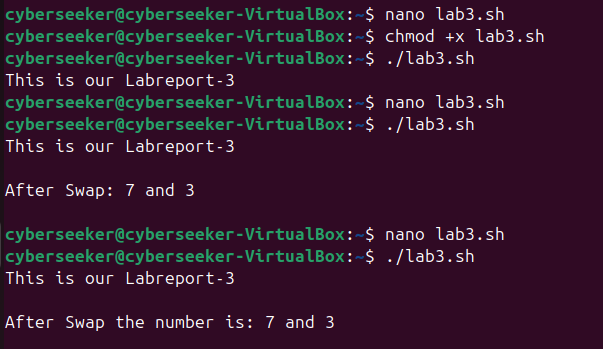 cyberseeker@cyberseeker-VirtualBox:~$ nano lab3.sh
cyberseeker@cyberseeker-VirtualBox:~$ chmod +x lab3.sh
cyberseeker@cyberseeker-VirtualBox:~$ ./lab3.sh
This is our Labreport-3
cyberseeker@cyberseeker-VirtualBox:~$ nano lab3.sh
cyberseeker@cyberseeker-VirtualBox:~$ ./lab3.sh
This is our Labreport-3
After Swap: 7 and 3
cyberseeker@cyberseeker-VirtualBox:~$ nano lab3.sh
cyberseeker@cyberseeker-VirtualBox:~$ ./lab3.sh
This is our Labreport-3
After Swap the number is: 7 and 3